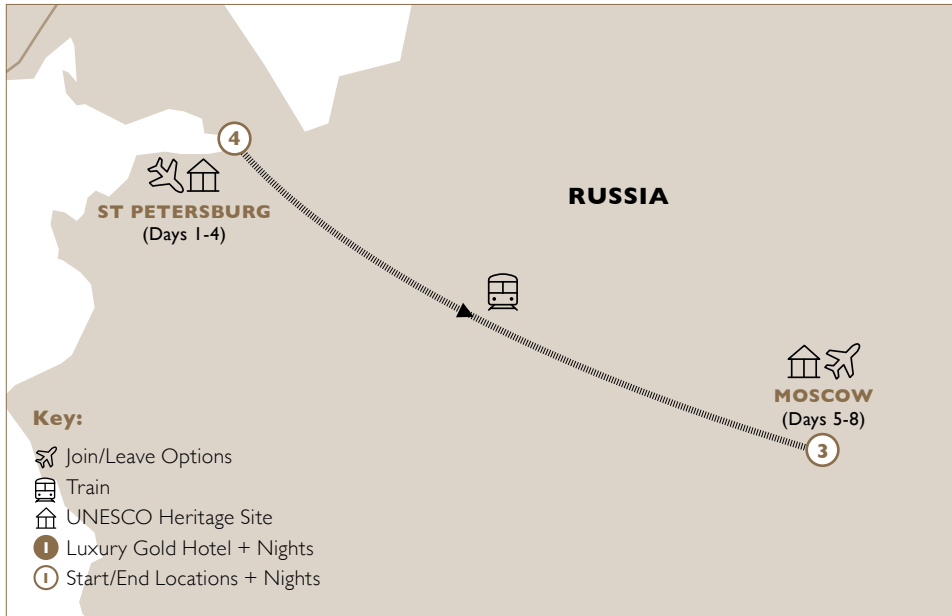 4
RUSSIA
ST PETERSBURG
(Days 1-4)
MOSCOW
(Days 5-8)
3
Key:
Join/Leave Options
Train
UNESCO Heritage Site
1 Luxury Gold Hotel + Nights
1 Start/End Locations + Nights